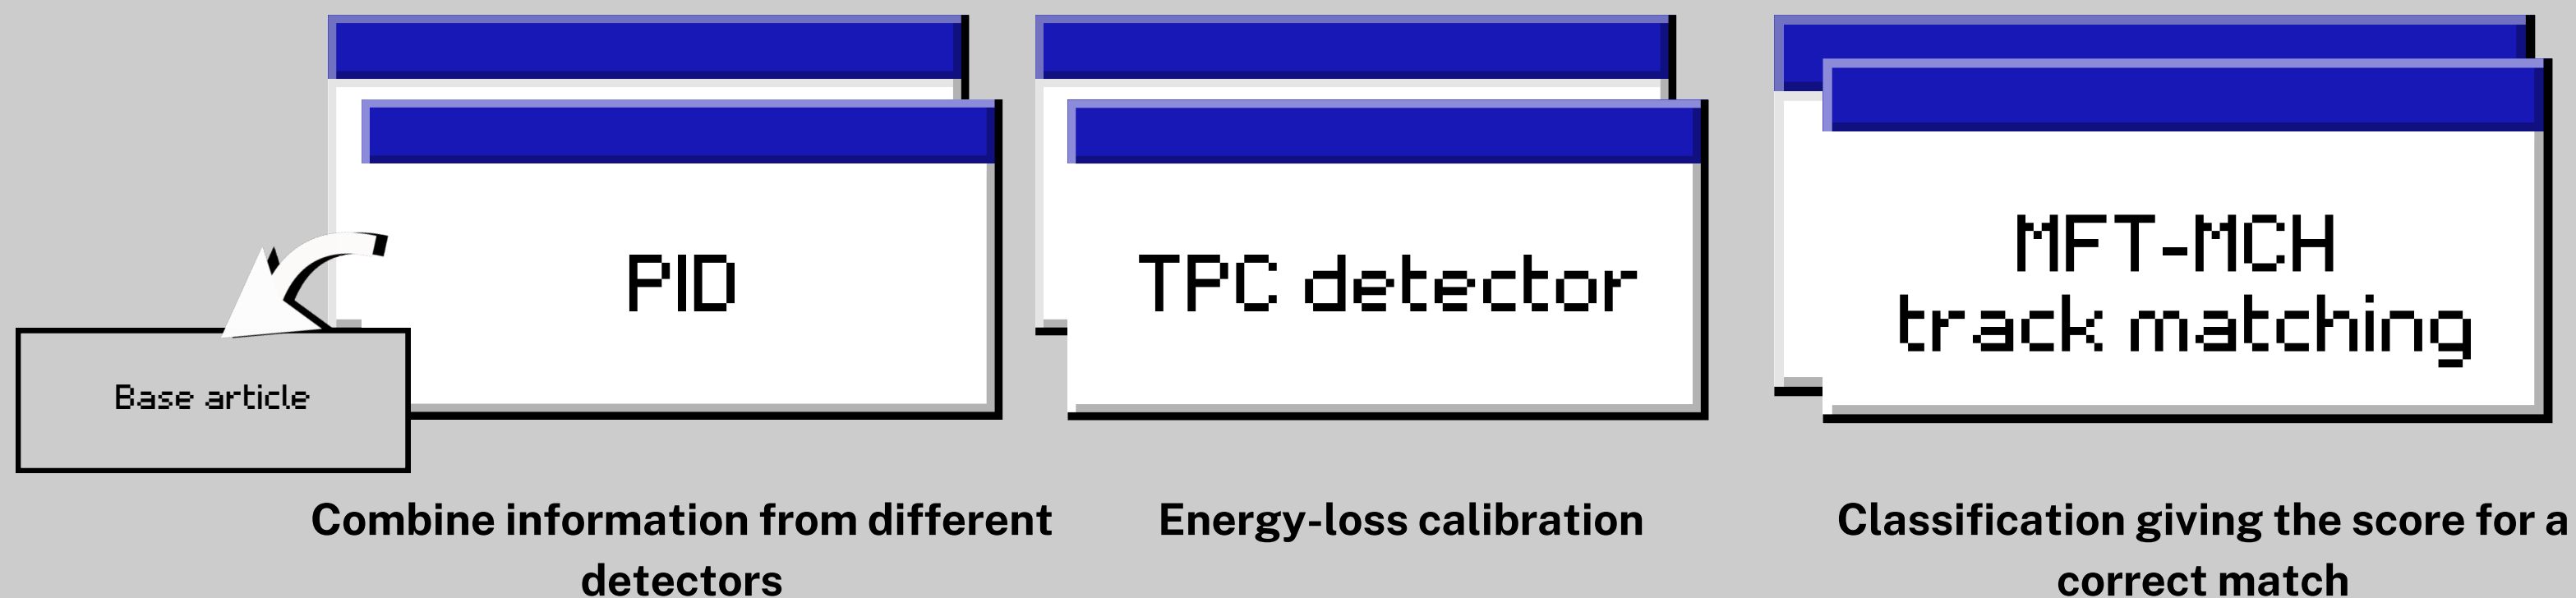 PID
Base article
Combine information from different
detectors
TPC detector
Energy-loss calibration
MFT-MCH
track matching
Classification giving the score for a
correct match